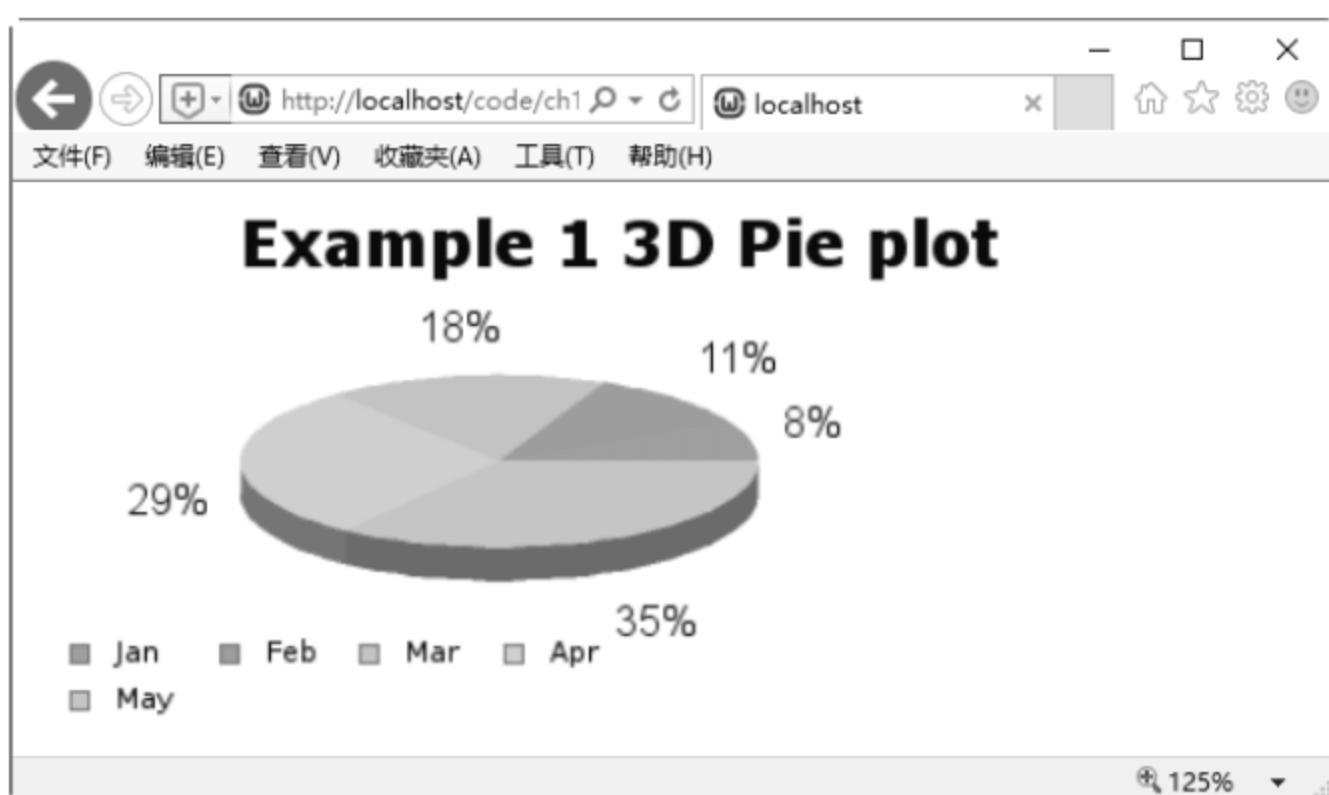 http://localhost/code/ch1
localhost
文件(F) 编辑(E) 查看(V) 收藏夹(A) 工具(T) 帮助(H)
Example 1 3D Pie plot
18%
11%
8%
29%
35%
Jan Feb Mar Apr
May
125%